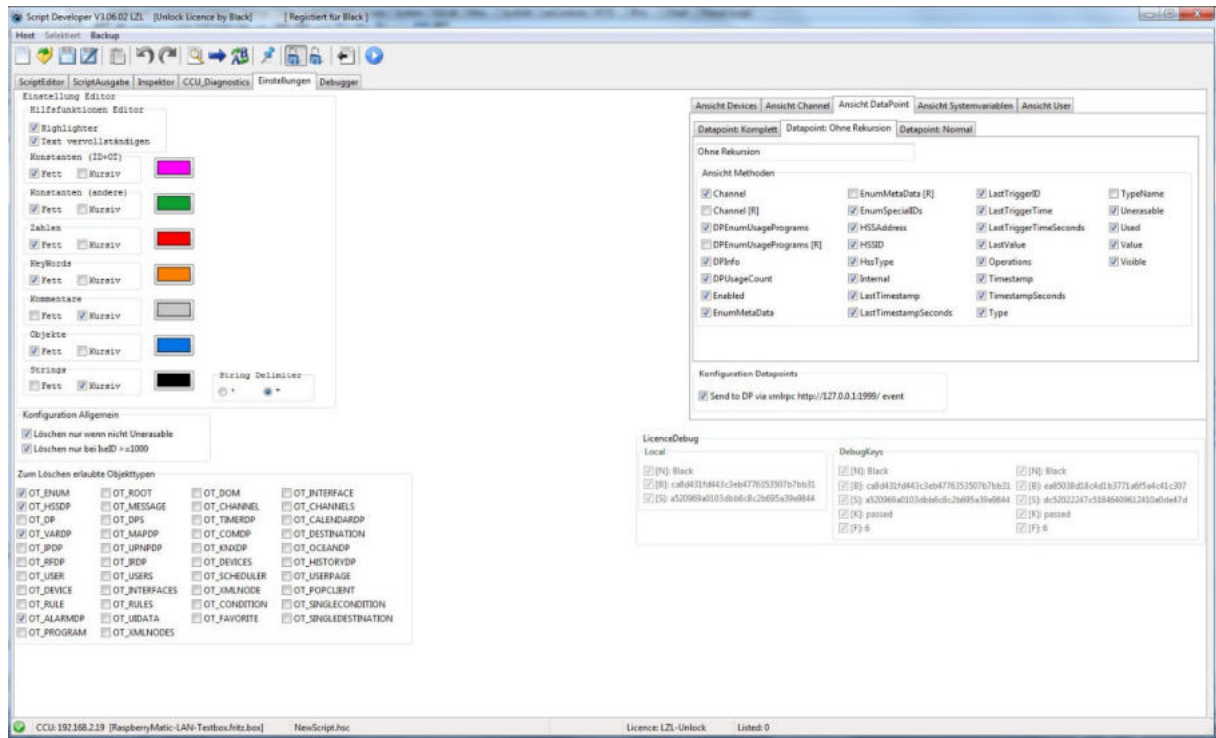 Script Developer V3.06.02 LZL [Unlock Licence by Black] [ Registiert für Black ]
Host Selektiert Backup
ScriptEditor ScriptAusgabe Inspektor CCU_Diagnostics Einstellungen Debugger
Einstellung Editor
Hilfsfunktionen Editor
Highlighter
Text vervollständigen
Konstanten (ID+OT)
Fett Kursiv
Konstanten (andere)
Fett Kursiv
Zahlen
Fett Kursiv
KeyWords
Fett Kursiv
Kommentare
Fett Kursiv
Objekte
Fett Kursiv
Strings
Fett Kursiv
String Delimiter
' "
Konfiguration Allgemein
Löschen nur wenn nicht Unerasable
Löschen nur bei IseID >=1000
Zum Löschen erlaubte Objekttypen
OT_ENUM OT_ROOT OT_DOM OT_INTERFACE
OT_HSSDP OT_MESSAGE OT_CHANNEL OT_CHANNELS
OT_DP OT_DPS OT_TIMERDP OT_CALENDARDP
OT_VARDP OT_MAPDP OT_COMDP OT_DESTINATION
OT_IPDP OT_UPNPDP OT_KNXDP OT_OCEANDP
OT_RFDP OT_IRDP OT_DEVICES OT_HISTORYDP
OT_USER OT_USERS OT_SCHEDULER OT_USERPAGE
OT_DEVICE OT_INTERFACES OT_XMLNODE OT_POPCLIENT
OT_RULE OT_RULES OT_CONDITION OT_SINGLECONDITION
OT_ALARMDP OT_UIDATA OT_FAVORITE OT_SINGLEDESTINATION
OT_PROGRAM OT_XMLNODES
Ansicht Devices Ansicht Channel Ansicht DataPoint Ansicht Systemvariablen Ansicht User
Datapoint: Komplett Datapoint: Ohne Rekursion Datapoint: Normal
Ohne Rekursion
Ansicht Methoden
Channel EnumMetaData [R] LastTriggerID TypeName
Channel [R] EnumSpecialIDs LastTriggerTime Unerasable
DPEnumUsagePrograms HSSAddress LastTriggerTimeSeconds Used
DPEnumUsagePrograms [R] HSSID LastValue Value
DPInfo HssType Operations Visible
DPUsageCount Internal Timestamp
Enabled LastTimestamp TimestampSeconds
EnumMetaData LastTimestampSeconds Type
Konfiguration Datapoints
Send to DP via xmlrpc http://127.0.0.1:1999/ event
LicenceDebug
Local DebugKeys
[N]: Black [N]: Black [N]: Black
[B]: ca8d431fd443c3eb4776353507b7bb31 [B]: ca8d431fd443c3eb4776353507b7bb31 [B]: ea85038d18c4d1b3771a6f5a4c41c307
[S]: a520969a0103dbb6c8c2b695a39e9844 [S]: a520969a0103dbb6c8c2b695a39e9844 [S]: dc52022247c51846409612410a0de47d
[K]: passed [K]: passed
[F]: 6 [F]: 6
CCU: 192.168.2.19 [RaspberryMatic-LAN-Testbox.fritz.box] NewScript.hsc Licence: LZL-Unlock Listed: 0